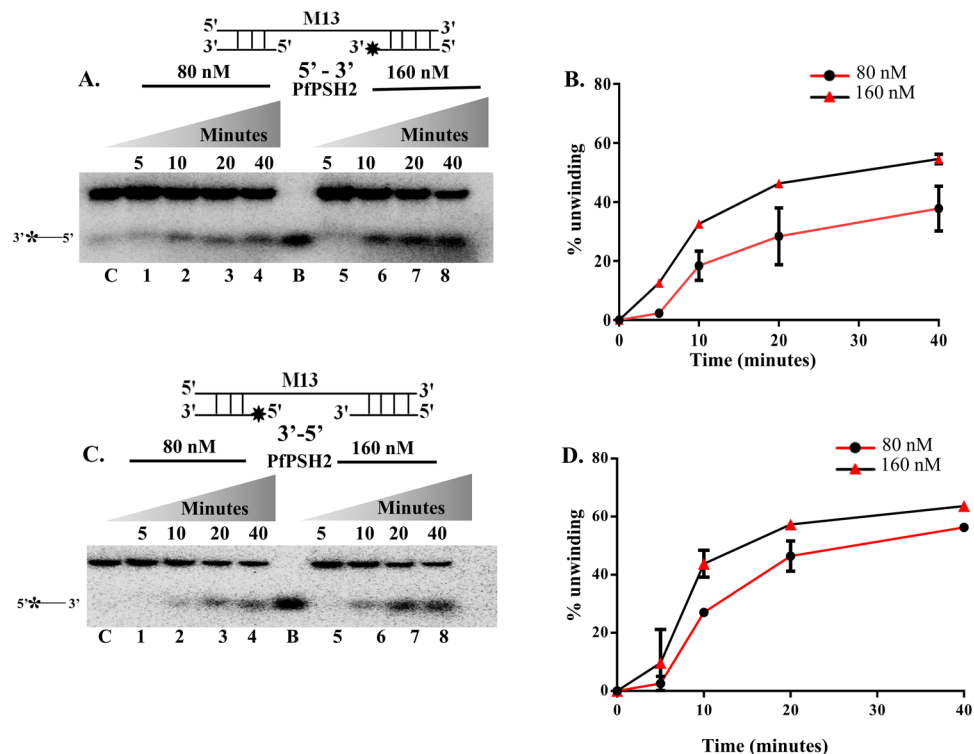 M13
5' 3'
3' 5' 3' 5'
A. 80 nM 5’ - 3’ 160 nM
PfPSH2
Minutes Minutes
5 10 20 40 5 10 20 40
3’* 5’
C 1 2 3 4 B 5 6 7 8
B.
80 nM
160 nM
% unwinding
80
60
40
20
0
0 10 20 30 40
Time (minutes)
M13
5' 3'
3' 5' 3' 5'
3’-5’
C. 80 nM PfPSH2 160 nM
Minutes Minutes
5 10 20 40 5 10 20 40
5’* 3’
C 1 2 3 4 B 5 6 7 8
D.
80 nM
160 nM
% unwinding
80
60
40
20
0
0 10 20 30 40
Time (minutes)